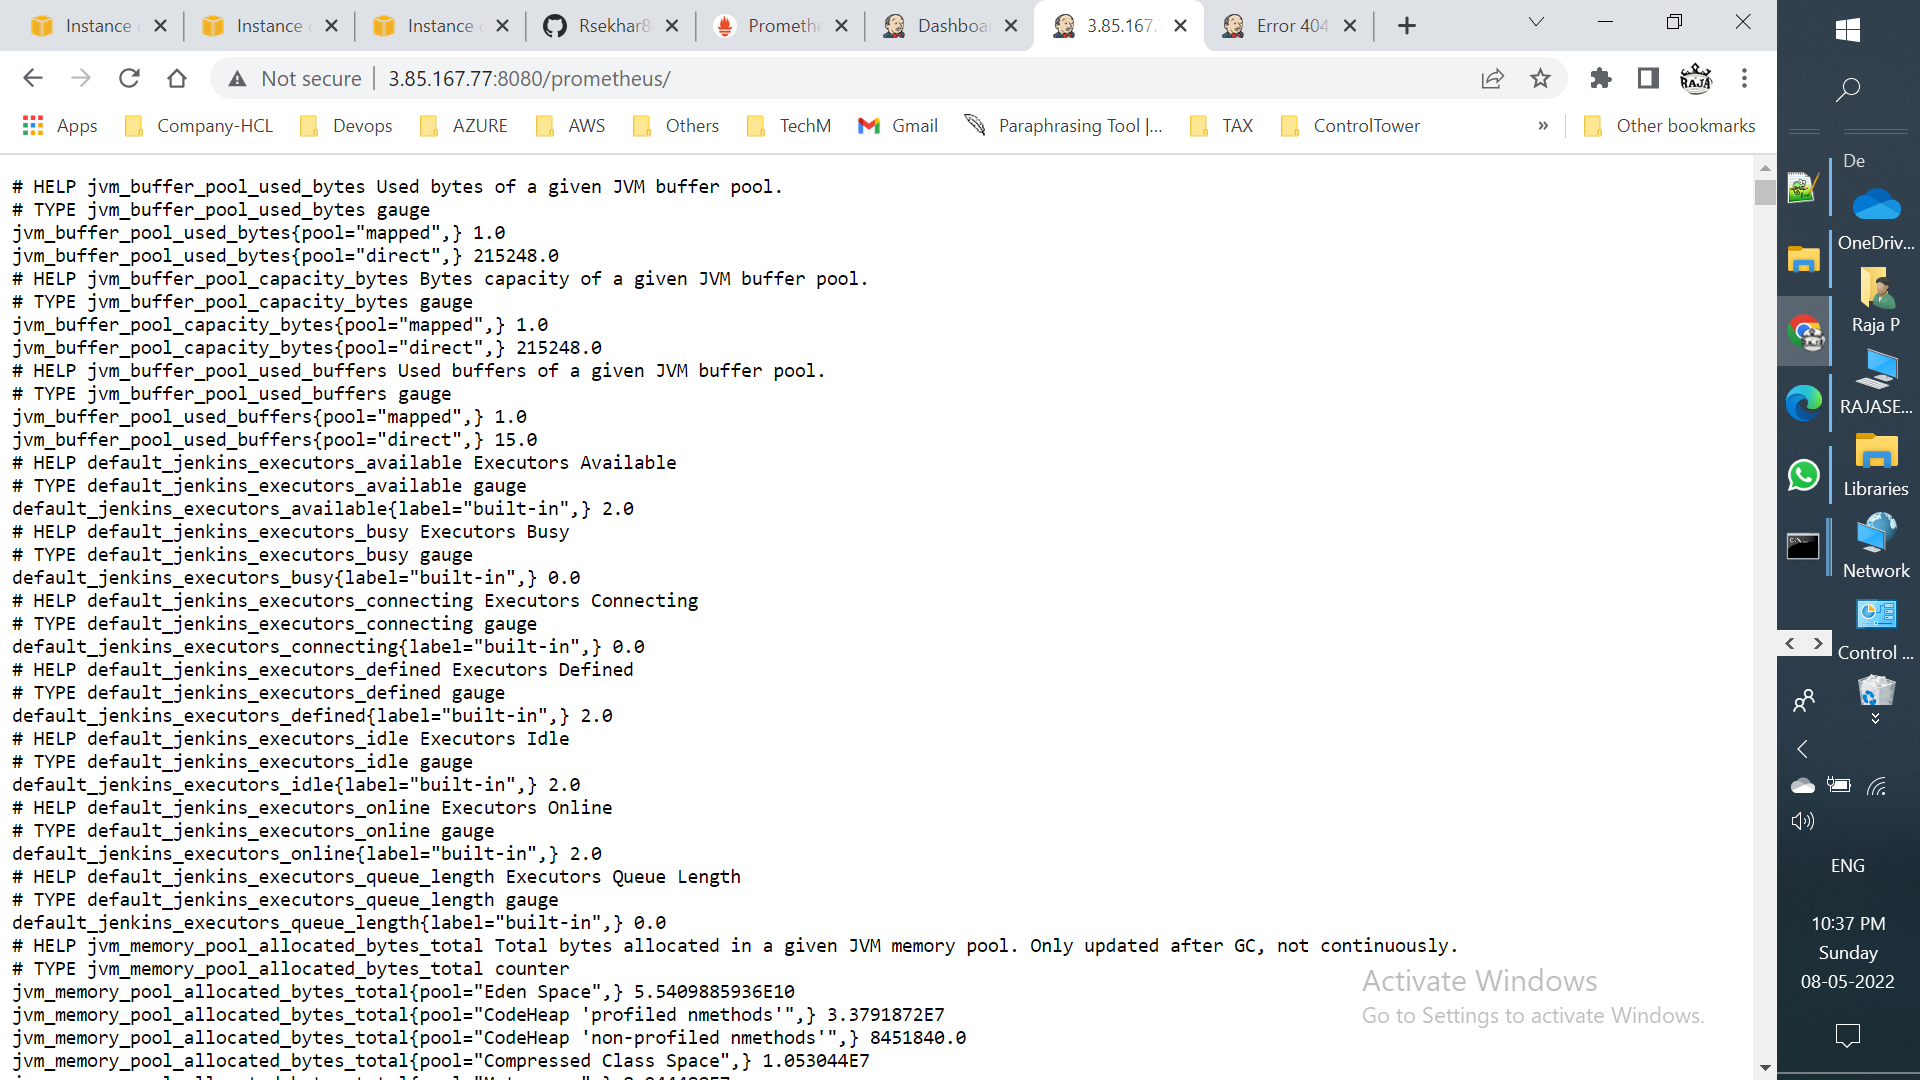 Instance
Instance
Instance
Rsekhar8
Promethe
Dashboar
3.85.167.
Error 404
Not secure
3.85.167.77:8080/prometheus/
Apps
Company-HCL
Devops
AZURE
AWS
Others
TechM
Gmail
Paraphrasing Tool |...
TAX
ControlTower
»
Other bookmarks
# HELP jvm_buffer_pool_used_bytes Used bytes of a given JVM buffer pool.
# TYPE jvm_buffer_pool_used_bytes gauge
jvm_buffer_pool_used_bytes{pool="mapped",} 1.0
jvm_buffer_pool_used_bytes{pool="direct",} 215248.0
# HELP jvm_buffer_pool_capacity_bytes Bytes capacity of a given JVM buffer pool.
# TYPE jvm_buffer_pool_capacity_bytes gauge
jvm_buffer_pool_capacity_bytes{pool="mapped",} 1.0
jvm_buffer_pool_capacity_bytes{pool="direct",} 215248.0
# HELP jvm_buffer_pool_used_buffers Used buffers of a given JVM buffer pool.
# TYPE jvm_buffer_pool_used_buffers gauge
jvm_buffer_pool_used_buffers{pool="mapped",} 1.0
jvm_buffer_pool_used_buffers{pool="direct",} 15.0
# HELP default_jenkins_executors_available Executors Available
# TYPE default_jenkins_executors_available gauge
default_jenkins_executors_available{label="built-in",} 2.0
# HELP default_jenkins_executors_busy Executors Busy
# TYPE default_jenkins_executors_busy gauge
default_jenkins_executors_busy{label="built-in",} 0.0
# HELP default_jenkins_executors_connecting Executors Connecting
# TYPE default_jenkins_executors_connecting gauge
default_jenkins_executors_connecting{label="built-in",} 0.0
# HELP default_jenkins_executors_defined Executors Defined
# TYPE default_jenkins_executors_defined gauge
default_jenkins_executors_defined{label="built-in",} 2.0
# HELP default_jenkins_executors_idle Executors Idle
# TYPE default_jenkins_executors_idle gauge
default_jenkins_executors_idle{label="built-in",} 2.0
# HELP default_jenkins_executors_online Executors Online
# TYPE default_jenkins_executors_online gauge
default_jenkins_executors_online{label="built-in",} 2.0
# HELP default_jenkins_executors_queue_length Executors Queue Length
# TYPE default_jenkins_executors_queue_length gauge
default_jenkins_executors_queue_length{label="built-in",} 0.0
# HELP jvm_memory_pool_allocated_bytes_total Total bytes allocated in a given JVM memory pool. Only updated after GC, not continuously.
# TYPE jvm_memory_pool_allocated_bytes_total counter
jvm_memory_pool_allocated_bytes_total{pool="Eden Space",} 5.5409885936E10
jvm_memory_pool_allocated_bytes_total{pool="CodeHeap 'profiled nmethods'",} 3.3791872E7
jvm_memory_pool_allocated_bytes_total{pool="CodeHeap 'non-profiled nmethods'",} 8451840.0
jvm_memory_pool_allocated_bytes_total{pool="Compressed Class Space",} 1.053044E7
Activate Windows
Go to Settings to activate Windows.
De
OneDriv...
Raja P
RAJASE...
Libraries
Network
Control ...
ENG
10:37 PM
Sunday
08-05-2022